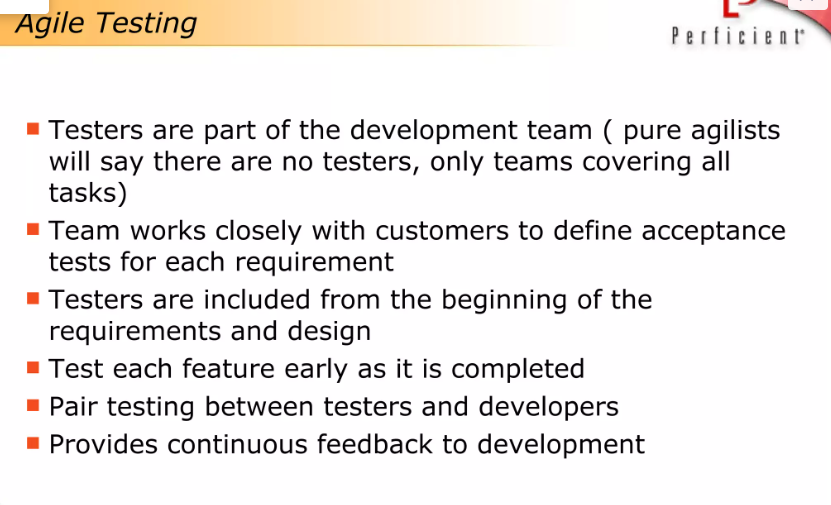 Agile Testing
Perficient®
Testers are part of the development team ( pure agilists
will say there are no testers, only teams covering all
tasks)
Team works closely with customers to define acceptance
tests for each requirement
Testers are included from the beginning of the
requirements and design
Test each feature early as it is completed
Pair testing between testers and developers
Provides continuous feedback to development